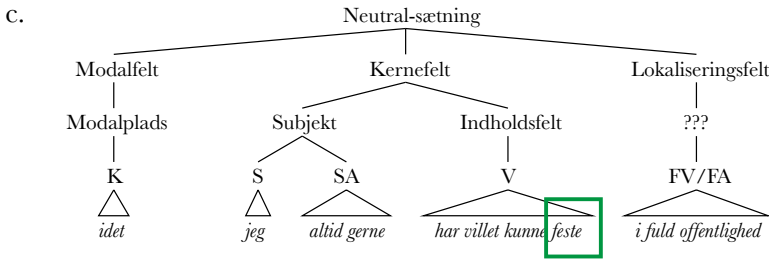 c.
Neutral-sætning
Modalfelt Kernefelt Lokaliseringsfelt
Modalplads Subjekt Indholdsfelt ???
K S SA V FV/FA
idet jeg altid gerne har villet kunne feste i fuld offentlighed